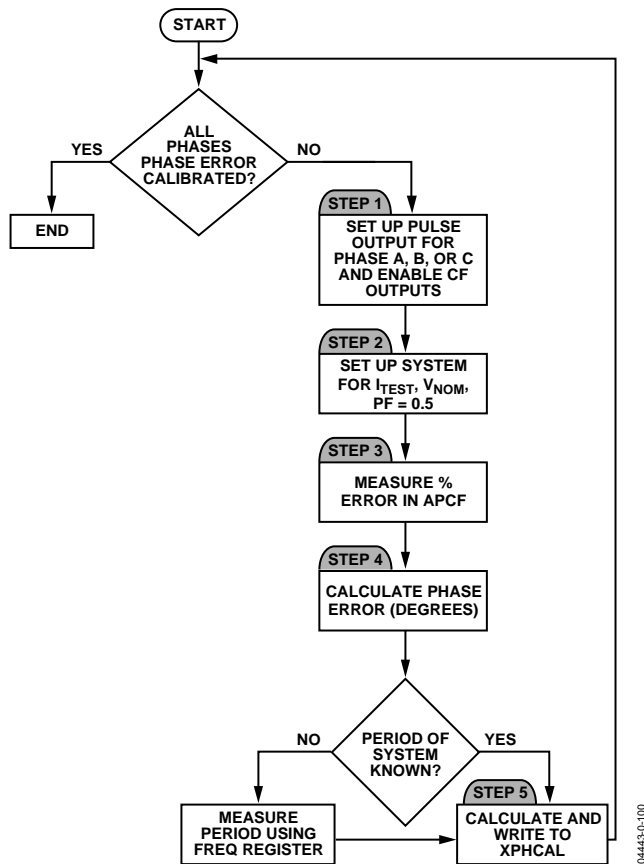 START
ALL
PHASES
PHASE ERROR
CALIBRATED?
YES
NO
END
STEP 1
SET UP PULSE
OUTPUT FOR
PHASE A, B, OR C
AND ENABLE CF
OUTPUTS
STEP 2
SET UP SYSTEM
FOR ITEST, VNOM,
PF = 0.5
STEP 3
MEASURE %
ERROR IN APCF
STEP 4
CALCULATE PHASE
ERROR (DEGREES)
NO
PERIOD OF
SYSTEM
KNOWN?
YES
MEASURE
PERIOD USING
FREQ REGISTER
STEP 5
CALCULATE AND
WRITE TO
XPHCAL
04443-0-100